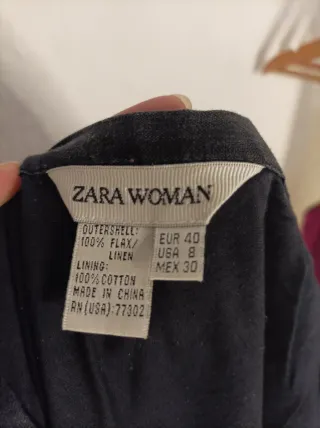 ZARA WOMAN
OUTERSHELL:
100% FLAX/
LINEN
LINING:
100%COTTON
MADE IN CHINA
RN(USA):77302
EUR 40
USA 8
MEX 30